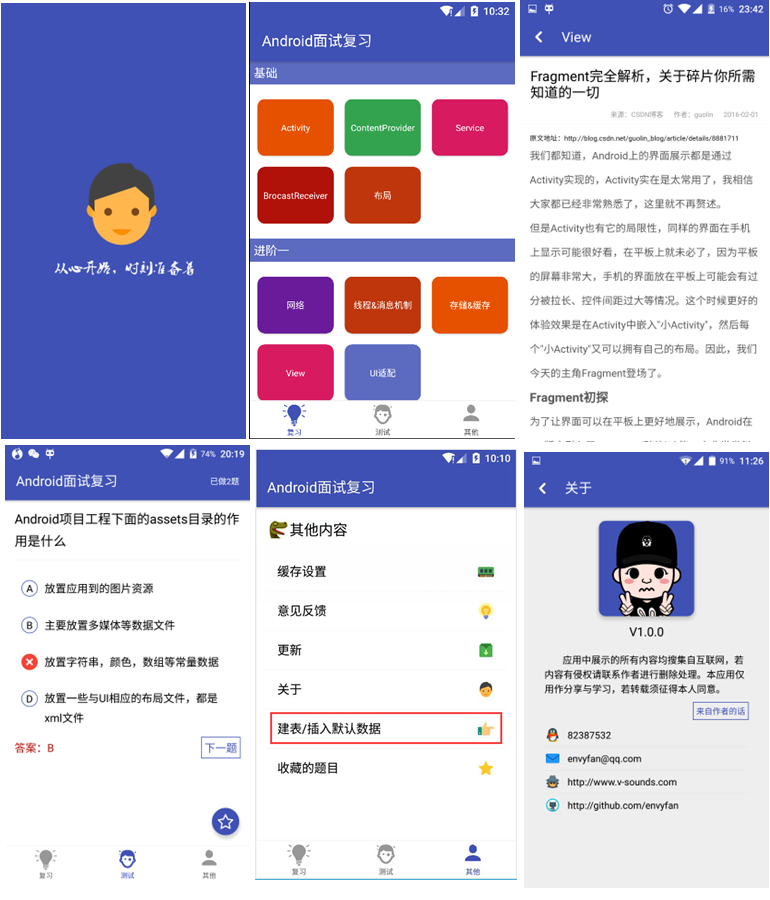 从心开始，时刻准备着
10:32
Android面试复习
基础
Activity
ContentProvider
Service
BrocastReceiver
布局
进阶一
网络
线程&消息机制
存储&缓存
View
UI适配
复习
测试
其他
16% 23:42
View
Fragment完全解析，关于碎片你所需
知道的一切
来源：CSDN博客 作者：guolin 2016-02-01
原文地址：http://blog.csdn.net/guolin_blog/article/details/8881711
我们都知道，Android上的界面展示都是通过
Activity实现的，Activity实在是太常用了，我相信
大家都已经非常熟悉了，这里就不再赘述。
但是Activity也有它的局限性，同样的界面在手机
上显示可能很好看，在平板上就未必了，因为平板
的屏幕非常大，手机的界面放在平板上可能会有过
分被拉长、控件间距过大等情况。这个时候更好的
体验效果是在Activity中嵌入"小Activity"，然后每
个"小Activity"又可以拥有自己的布局。因此，我们
今天的主角Fragment登场了。
Fragment初探
为了让界面可以在平板上更好地展示，Android在
74% 20:19
Android面试复习
已做2题
Android项目工程下面的assets目录的作
用是什么
A 放置应用到的图片资源
B 主要放置多媒体等数据文件
放置字符串，颜色，数组等常量数据
D 放置一些与UI相应的布局文件，都是
xml文件
答案：B
下一题
复习
测试
其他
10:10
Android面试复习
其他内容
缓存设置
意见反馈
更新
关于
建表/插入默认数据
收藏的题目
复习
测试
其他
91% 11:26
关于
V1.0.0
应用中展示的所有内容均搜集自互联网，若
内容有侵权请联系作者进行删除处理。本应用仅
用作分享与学习，若转载须征得本人同意。
来自作者的话
82387532
envyfan@qq.com
http://www.v-sounds.com
http://github.com/envyfan